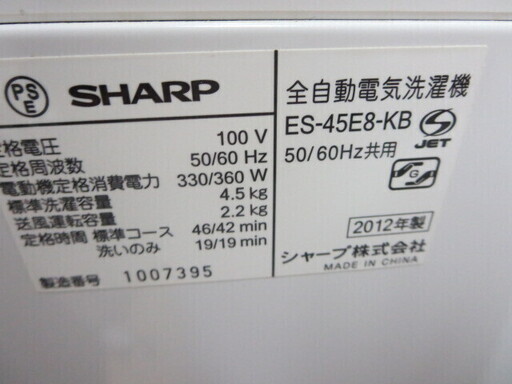 PSE
SHARP
全自動電気洗濯機
ES-45E8-KB
50/60Hz共用
JET
定格電圧 100 V
定格周波数 50/60 Hz
電動機定格消費電力 330/360 W
標準洗濯容量 4.5 kg
送風運転容量 2.2 kg
定格時間 標準コース 46/42 min
洗いのみ 19/19 min
製造番号 1007395
G
2012年製
シャープ株式会社
MADE IN CHINA